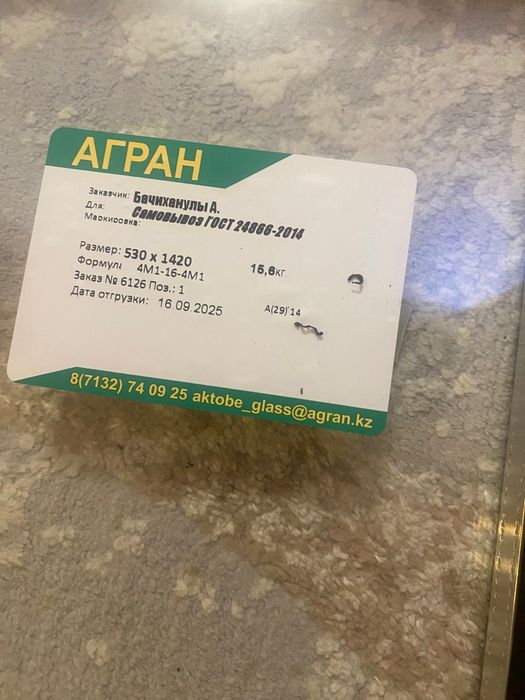 АГРАН
Заказчик: Бачихаnулы А.
Для: Самовывоз ГОСТ 24866-2014
Маркировка:
Размер: 530 x 1420 15,6кг
Формула 4М1-16-4М1
Заказ № 6126 Поз.: 1
Дата отгрузки: 16.09.2025 А(29) 14
8(7132) 74 09 25 aktobe_glass@agran.kz